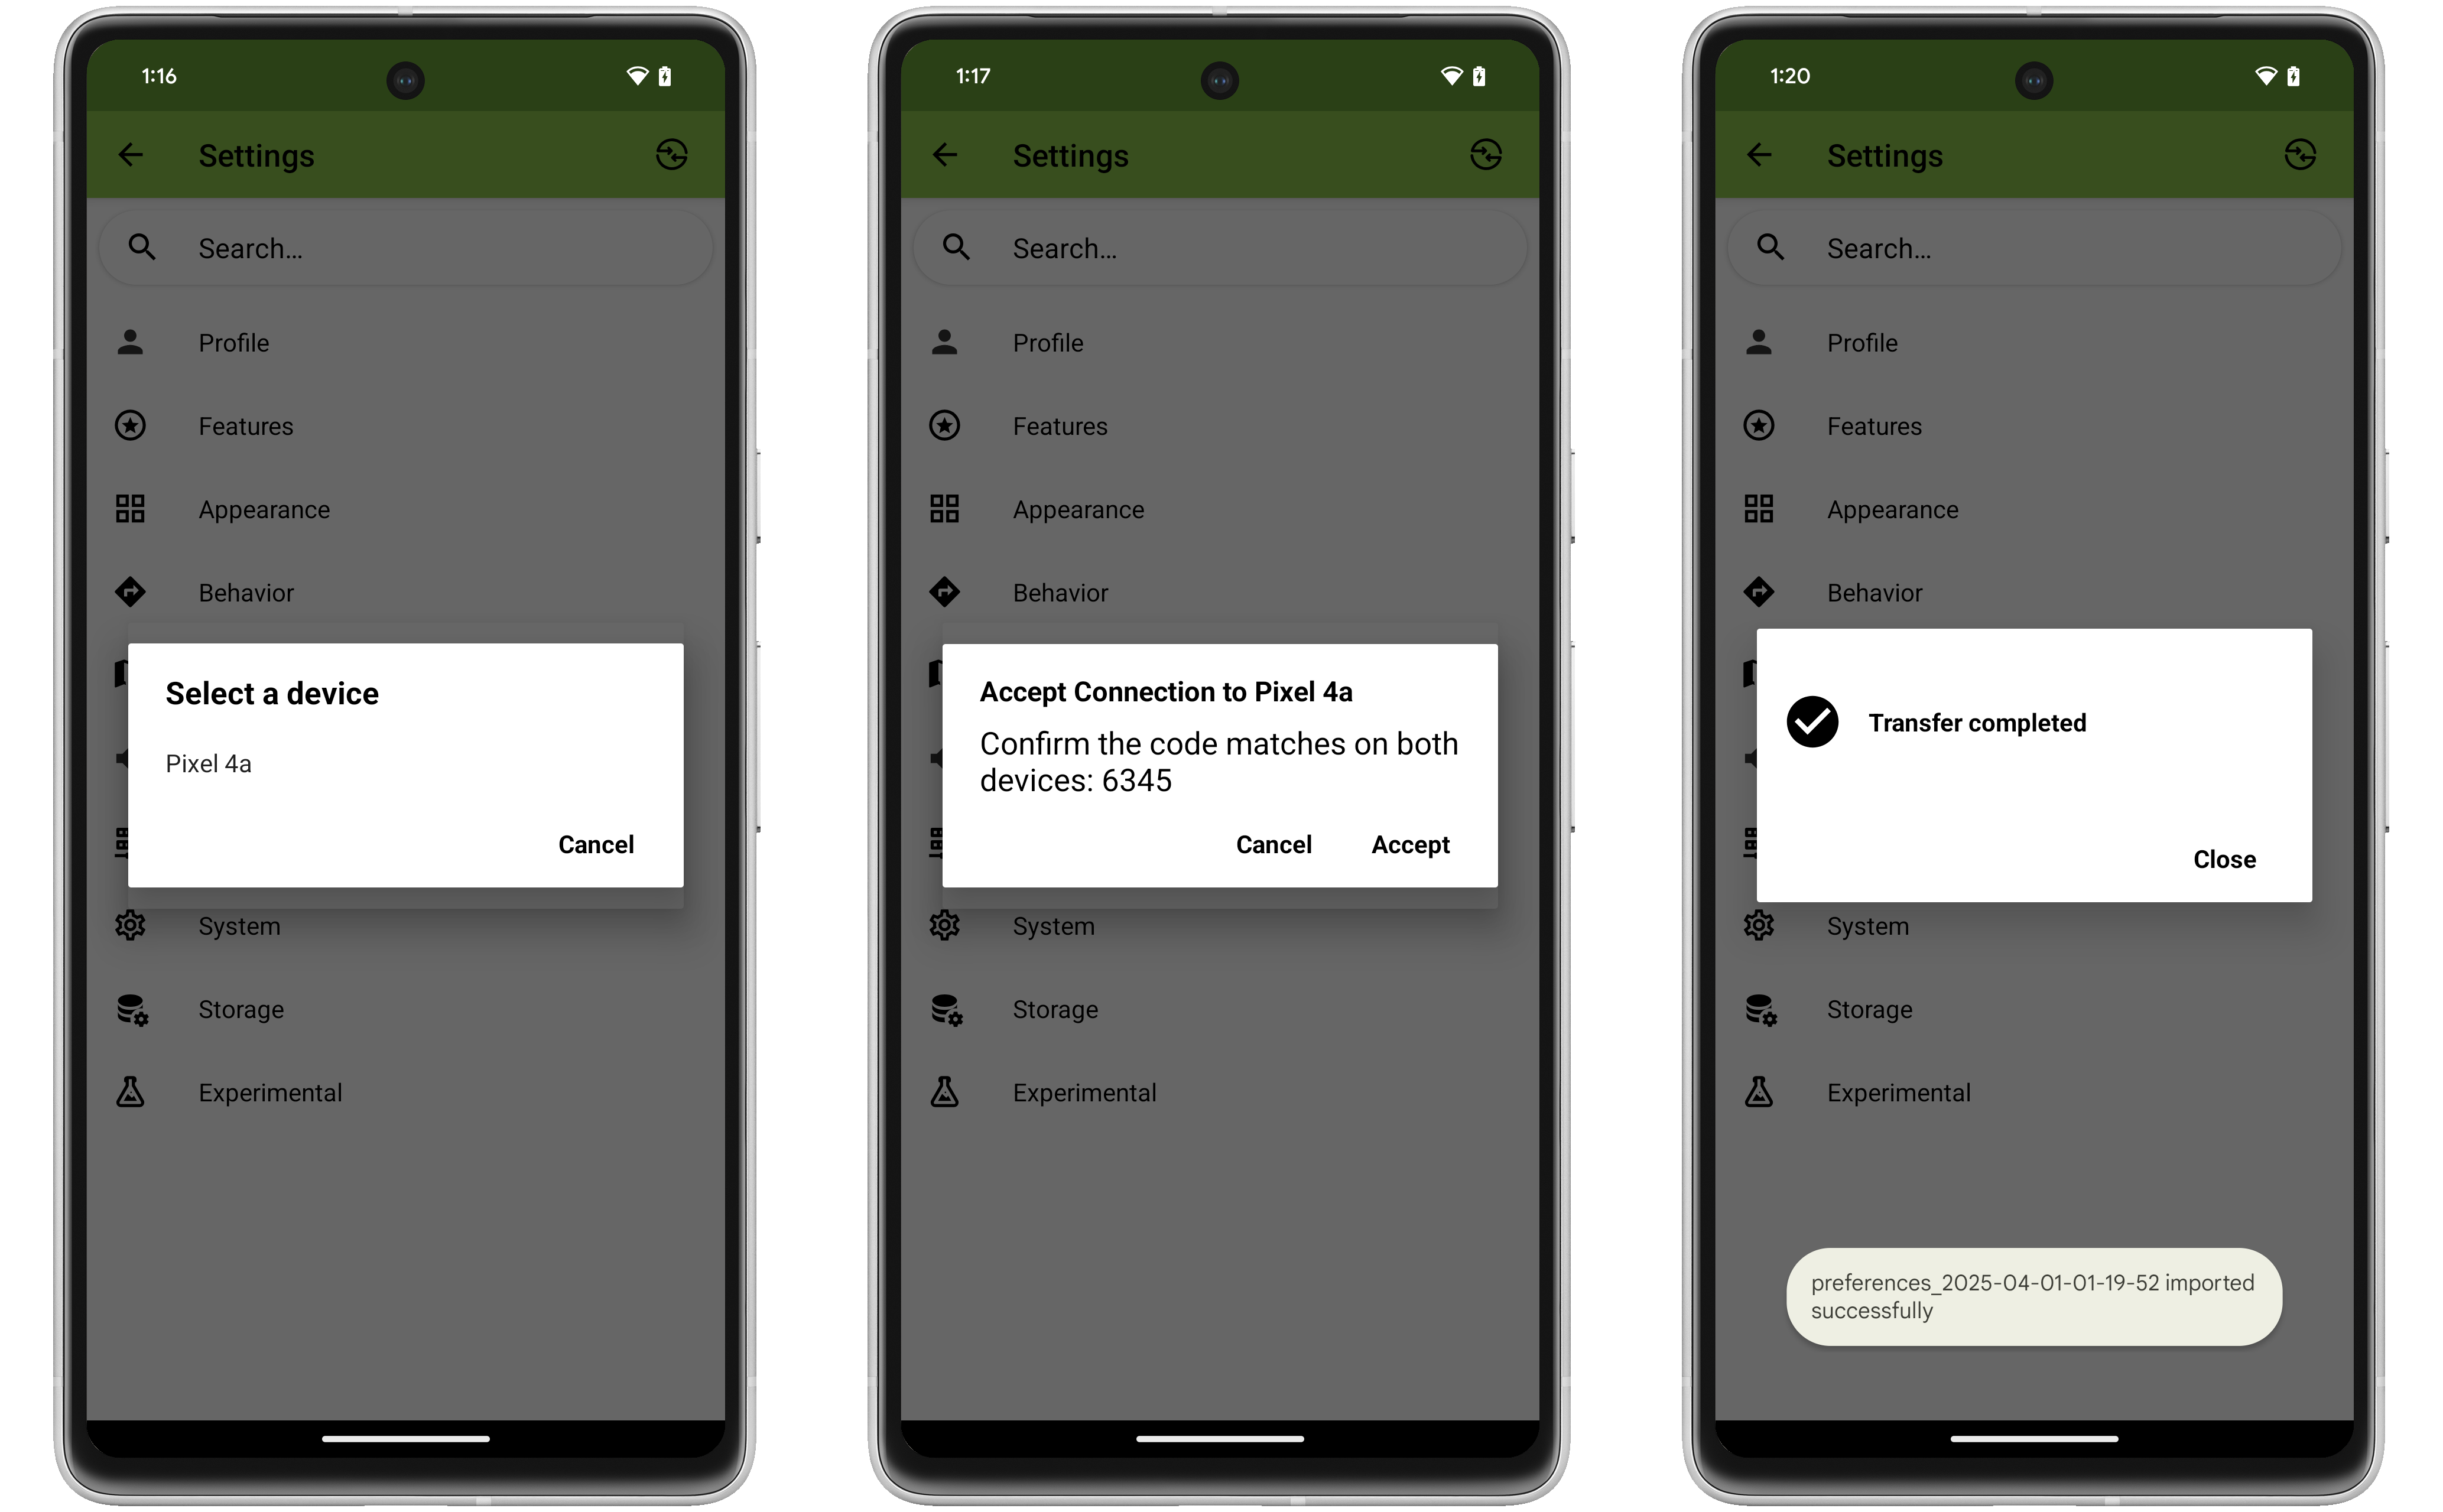 1:16
Settings
Search...
Profile
Features
Appearance
Behavior
Select a device
Pixel 4a
Cancel
System
Storage
Experimental
1:17
Settings
Search...
Profile
Features
Appearance
Behavior
Accept Connection to Pixel 4a
Confirm the code matches on both
devices: 6345
Cancel Accept
System
Storage
Experimental
1:20
Settings
Search...
Profile
Features
Appearance
Behavior
Transfer completed
Close
System
Storage
Experimental
preferences_2025-04-01-01-19-52 imported
successfully